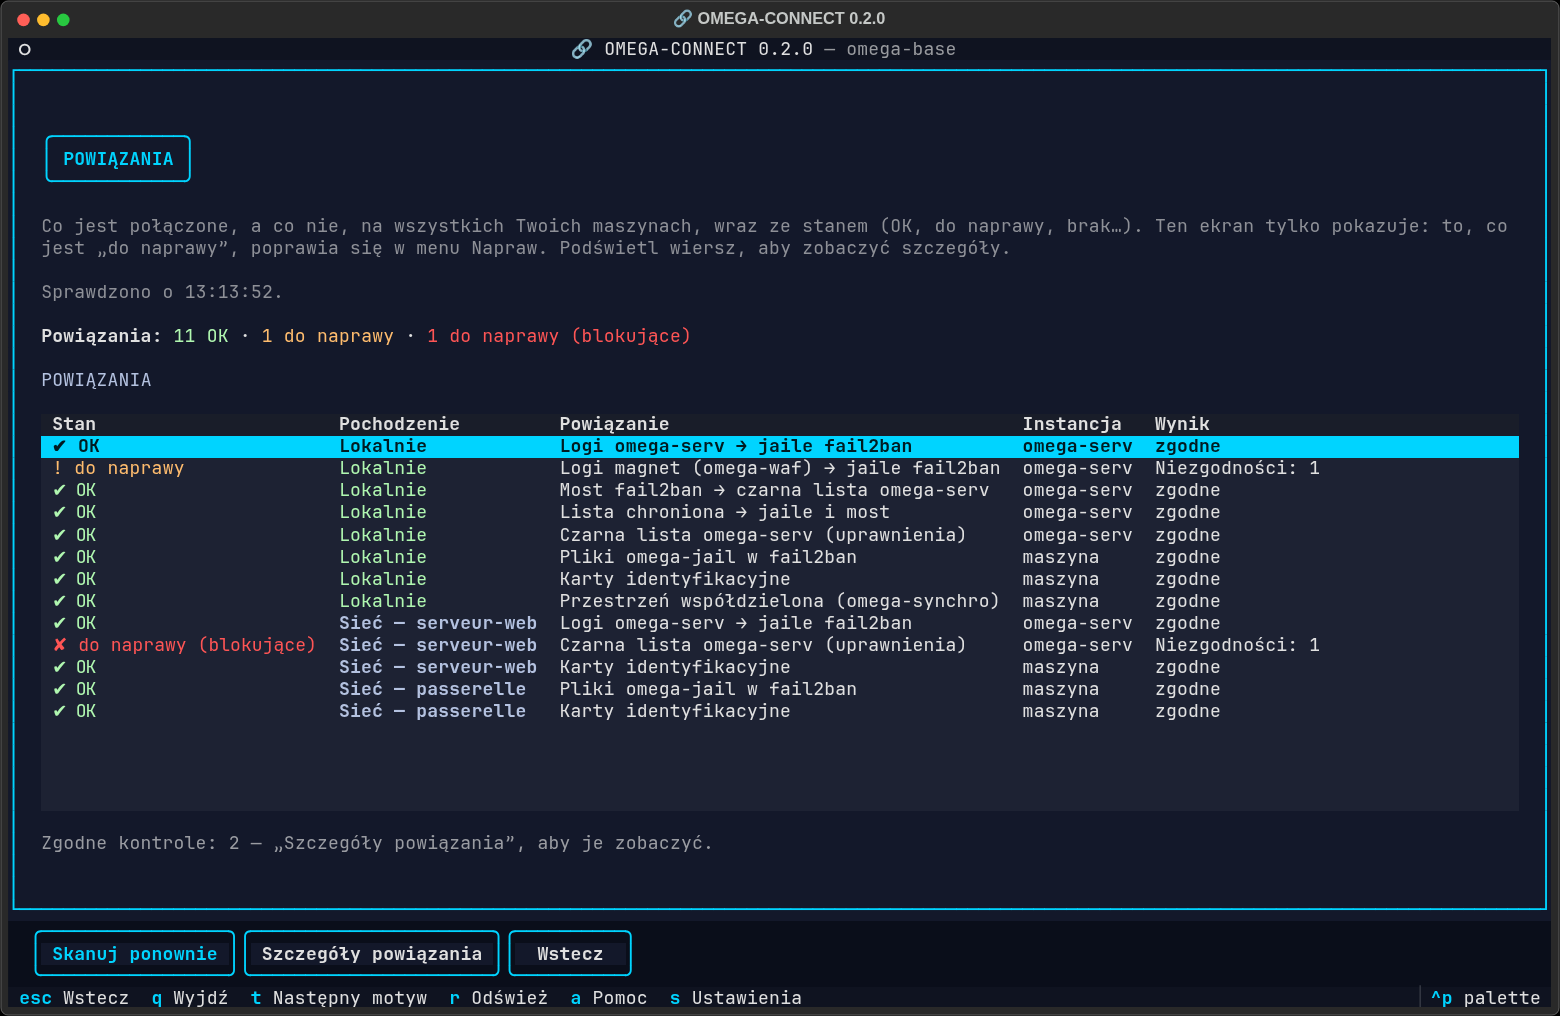 🔗 OMEGA-CONNECT 0.2.0
O 🔗 OMEGA-CONNECT 0.2.0 — omega-base
POWIĄZANIA
Co jest połączone, a co nie, na wszystkich Twoich maszynach, wraz ze stanem (OK, do naprawy, brak…). Ten ekran tylko pokazuje: to, co
jest „do naprawy”, poprawia się w menu Napraw. Podświetl wiersz, aby zobaczyć szczegóły.
Sprawdzono o 13:13:52.
Powiązania: 11 OK · 1 do naprawy · 1 do naprawy (blokujące)
POWIĄZANIA
Stan Pochodzenie Powiązanie Instancja Wynik
✔ OK Lokalnie Logi omega-serv → jaile fail2ban omega-serv zgodne
! do naprawy Lokalnie Logi magnet (omega-waf) → jaile fail2ban omega-serv Niezgodności: 1
✔ OK Lokalnie Most fail2ban → czarna lista omega-serv omega-serv zgodne
✔ OK Lokalnie Lista chroniona → jaile i most omega-serv zgodne
✔ OK Lokalnie Czarna lista omega-serv (uprawnienia) omega-serv zgodne
✔ OK Lokalnie Pliki omega-jail w fail2ban maszyna zgodne
✔ OK Lokalnie Karty identyfikacyjne maszyna zgodne
✔ OK Lokalnie Przestrzeń współdzielona (omega-synchro) maszyna zgodne
✔ OK Sieć — serveur-web Logi omega-serv → jaile fail2ban omega-serv zgodne
✘ do naprawy (blokujące) Sieć — serveur-web Czarna lista omega-serv (uprawnienia) omega-serv Niezgodności: 1
✔ OK Sieć — serveur-web Karty identyfikacyjne maszyna zgodne
✔ OK Sieć — passerelle Pliki omega-jail w fail2ban maszyna zgodne
✔ OK Sieć — passerelle Karty identyfikacyjne maszyna zgodne
Zgodne kontrole: 2 — „Szczegóły powiązania”, aby je zobaczyć.
Skanuj ponownie Szczegóły powiązania Wstecz
esc Wstecz q Wyjdź t Następny motyw r Odśwież a Pomoc s Ustawienia ^p palette